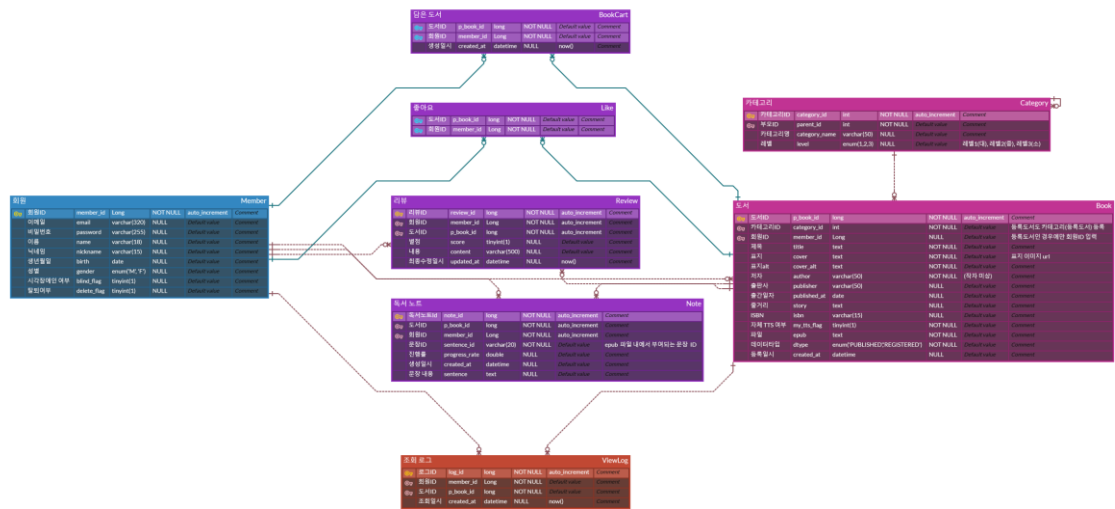 담은 도서 BookCart
도서ID p_book_id long NOT NULL Default value Comment
회원ID member_id Long NOT NULL Default value Comment
생성일시 created_at datetime NULL now() Comment
좋아요 Like
도서ID p_book_id long NOT NULL Default value Comment
회원ID member_id Long NOT NULL Default value Comment
카테고리 Category
카테고리ID category_id int NOT NULL auto_increment Comment
부모ID parent_id int NOT NULL Default value Comment
카테고리명 category_name varchar(50) NULL Default value Comment
레벨 level enum(1,2,3) NULL Default value 레벨1(대), 레벨2(중), 레벨3(소)
회원 Member
회원ID member_id Long NOT NULL auto_increment Comment
이메일 email varchar(320) NULL Default value Comment
비밀번호 password varchar(255) NULL Default value Comment
이름 name varchar(18) NULL Default value Comment
닉네임 nickname varchar(15) NULL Default value Comment
생년월일 birth date NULL Default value Comment
성별 gender enum('M', 'F') NULL Default value Comment
시각장애인 여부 blind_flag tinyint(1) NULL Default value Comment
탈퇴여부 delete_flag tinyint(1) NULL Default value Comment
리뷰 Review
리뷰ID review_id long NOT NULL auto_increment Comment
회원ID member_id Long NOT NULL auto_increment Comment
도서ID p_book_id long NOT NULL auto_increment Comment
별점 score tinyint(1) NULL Default value Comment
내용 content varchar(500) NULL Default value Comment
최종수정일시 updated_at datetime NULL now() Comment
도서 Book
도서ID p_book_id long NOT NULL auto_increment Comment
카테고리ID category_id int NOT NULL Default value 등록도서도 카테고리(등록도서) 등록
회원ID member_id Long NULL Default value 등록도서인 경우에만 회원ID 입력
제목 title text NOT NULL Default value Comment
표지 cover text NULL Default value 표지 이미지 url
표지alt cover_alt text NULL Default value Comment
저자 author varchar(50) NOT NULL (작자 미상) Comment
출판사 publisher varchar(50) NULL Default value Comment
출간일자 published_at date NULL Default value Comment
줄거리 story text NULL Default value Comment
ISBN isbn varchar(15) NULL Default value Comment
자체 TTS 여부 my_tts_flag tinyint(1) NOT NULL Default value Comment
파일 epub text NOT NULL Default value Comment
데이터타입 dtype enum('PUBLISHED','REGISTERED') NULL Default value Comment
등록일시 created_at datetime NULL Default value Comment
독서 노트 Note
독서노트Id note_id long NOT NULL auto_increment Comment
도서ID p_book_id long NOT NULL auto_increment Comment
회원ID member_id Long NOT NULL auto_increment Comment
문장ID sentence_id varchar(20) NOT NULL Default value epub 파일 내에서 부여되는 문장 ID
진행률 progress_rate double NULL Default value Comment
생성일시 created_at datetime NULL Default value Comment
문장 내용 sentence text NULL Default value Comment
조회 로그 ViewLog
로그ID log_id long NOT NULL auto_increment Comment
회원ID member_id Long NOT NULL Default value Comment
도서ID p_book_id long NOT NULL Default value Comment
조회일시 created_at datetime NULL now() Comment